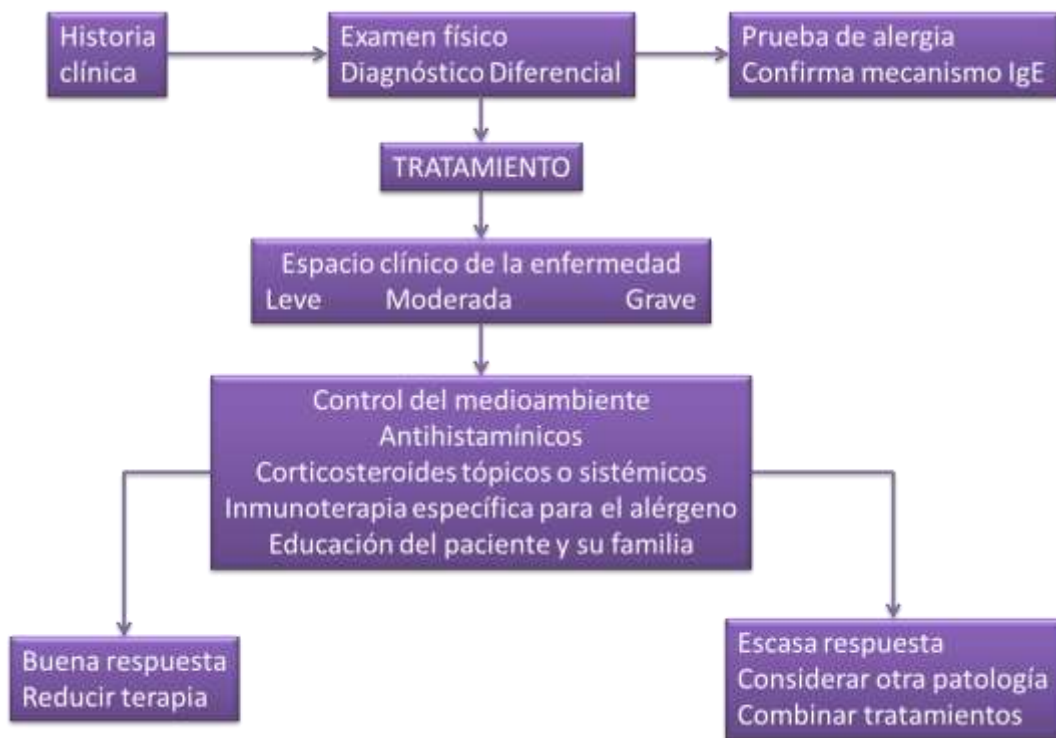 Historia
clínica
Examen físico
Diagnóstico Diferencial
Prueba de alergia
Confirma mecanismo IgE
TRATAMIENTO
Espacio clínico de la enfermedad
Leve Moderada Grave
Control del medioambiente
Antihistamínicos
Corticosteroides tópicos o sistémicos
Inmunoterapia específica para el alérgeno
Educación del paciente y su familia
Buena respuesta
Reducir terapia
Escasa respuesta
Considerar otra patología
Combinar tratamientos